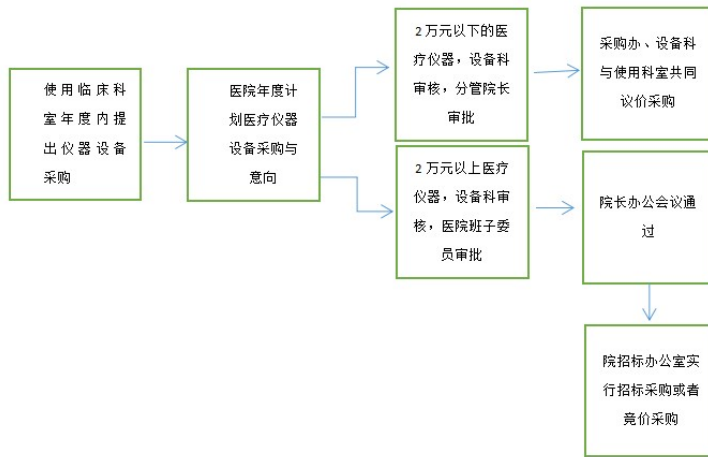 使用临床科
室年度内提
出仪器设备
采购
医院年度计
划医疗仪器
设备采购与
意向
2万元以下的医
疗仪器，设备科
审核，分管院长
审批
采购办、设备科
与使用科室共同
议价采购
2万元以上医疗
仪器，设备科审
核，医院班子委
员审批
院长办公会议通
过
院招标办公室实
行招标采购或者
竟价采购